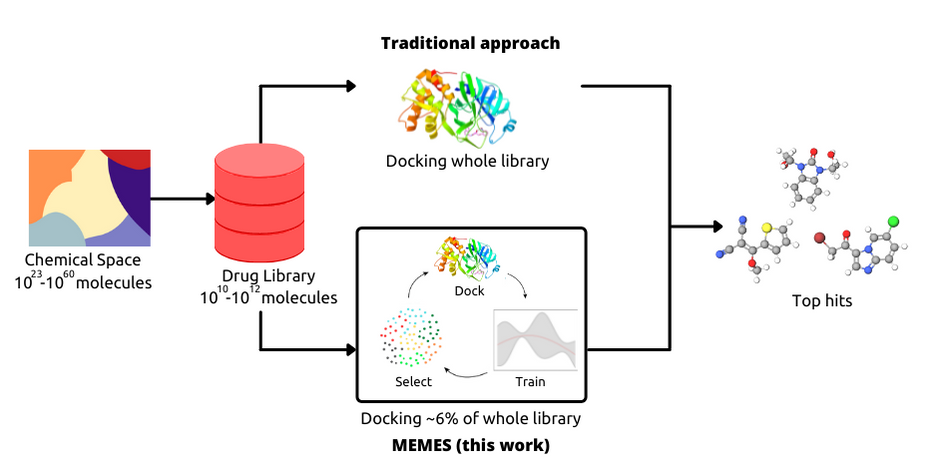 Traditional approach
Docking whole library
Chemical Space
10^23-10^60 molecules
Drug Library
10^10-10^12 molecules
Dock
Select
Train
Docking ~6% of whole library
MEMES (this work)
Top hits